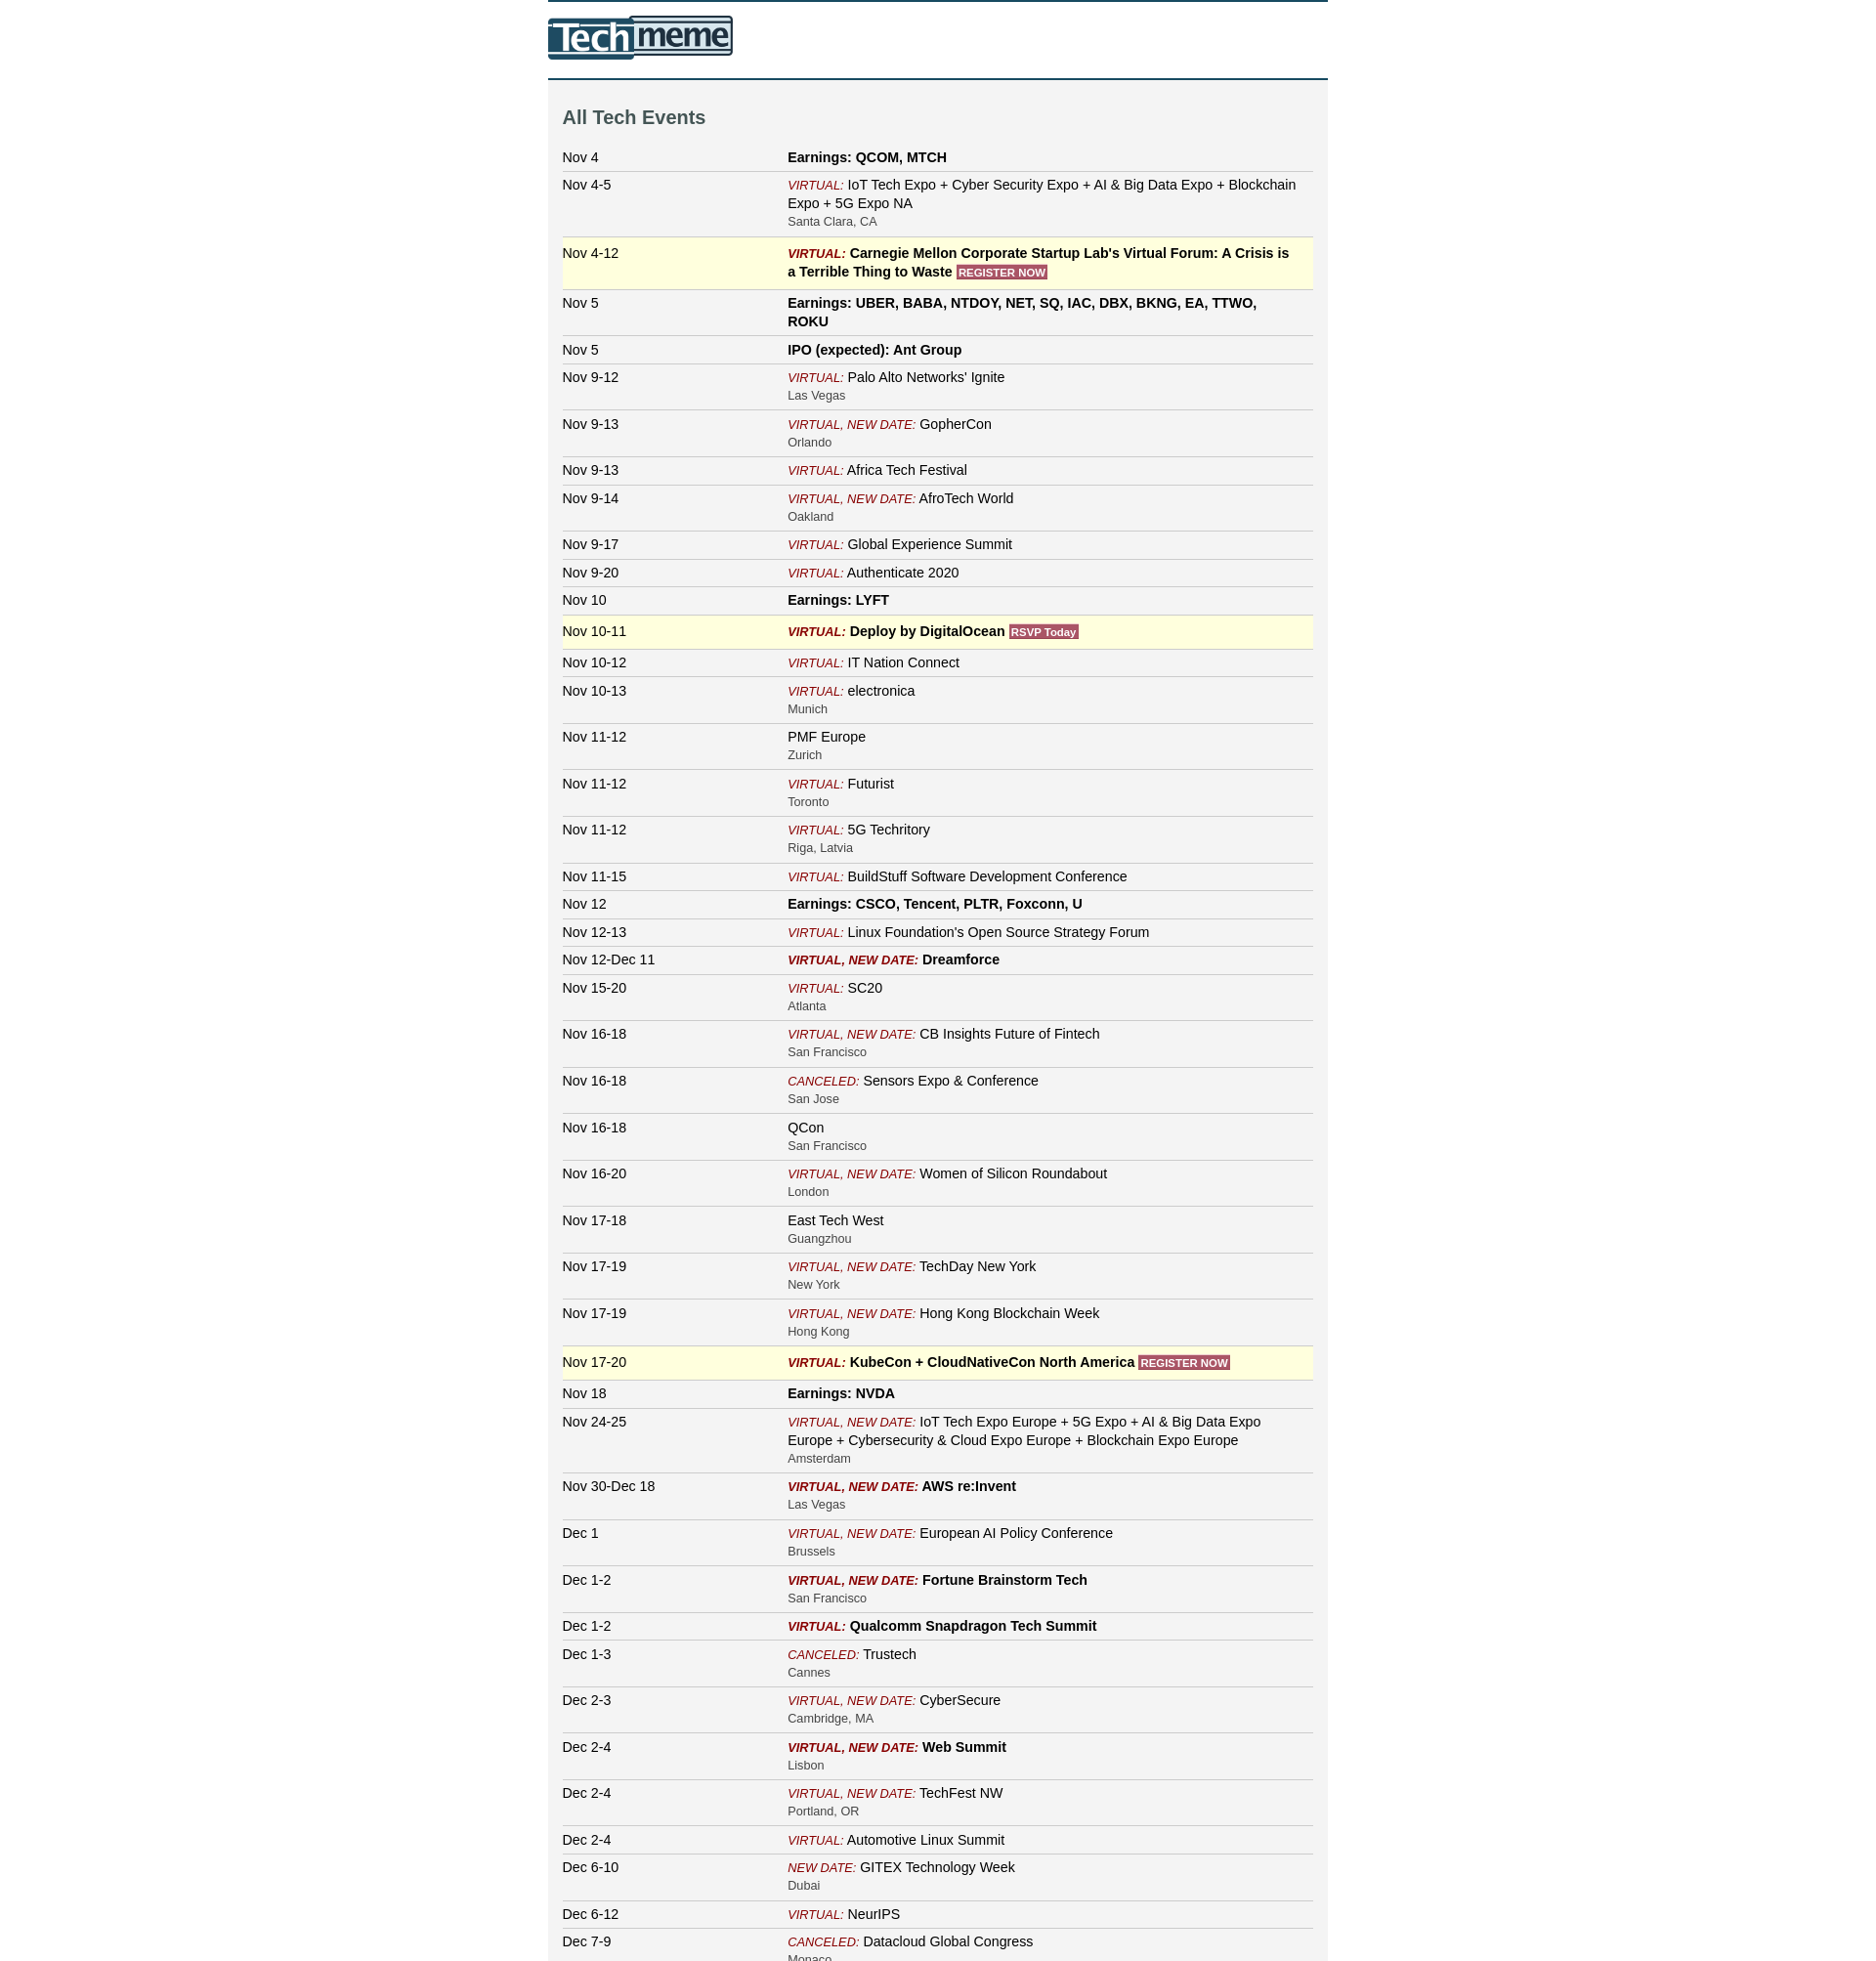 Techmeme
All Tech Events
Nov 4 Earnings: QCOM, MTCH
Nov 4-5 VIRTUAL: IoT Tech Expo + Cyber Security Expo + AI & Big Data Expo + Blockchain
Expo + 5G Expo NA
Santa Clara, CA
Nov 4-12 VIRTUAL: Carnegie Mellon Corporate Startup Lab's Virtual Forum: A Crisis is
a Terrible Thing to Waste REGISTER NOW
Nov 5 Earnings: UBER, BABA, NTDOY, NET, SQ, IAC, DBX, BKNG, EA, TTWO,
ROKU
Nov 5 IPO (expected): Ant Group
Nov 9-12 VIRTUAL: Palo Alto Networks' Ignite
Las Vegas
Nov 9-13 VIRTUAL, NEW DATE: GopherCon
Orlando
Nov 9-13 VIRTUAL: Africa Tech Festival
Nov 9-14 VIRTUAL, NEW DATE: AfroTech World
Oakland
Nov 9-17 VIRTUAL: Global Experience Summit
Nov 9-20 VIRTUAL: Authenticate 2020
Nov 10 Earnings: LYFT
Nov 10-11 VIRTUAL: Deploy by DigitalOcean RSVP Today
Nov 10-12 VIRTUAL: IT Nation Connect
Nov 10-13 VIRTUAL: electronica
Munich
Nov 11-12 PMF Europe
Zurich
Nov 11-12 VIRTUAL: Futurist
Toronto
Nov 11-12 VIRTUAL: 5G Techritory
Riga, Latvia
Nov 11-15 VIRTUAL: BuildStuff Software Development Conference
Nov 12 Earnings: CSCO, Tencent, PLTR, Foxconn, U
Nov 12-13 VIRTUAL: Linux Foundation's Open Source Strategy Forum
Nov 12-Dec 11 VIRTUAL, NEW DATE: Dreamforce
Nov 15-20 VIRTUAL: SC20
Atlanta
Nov 16-18 VIRTUAL, NEW DATE: CB Insights Future of Fintech
San Francisco
Nov 16-18 CANCELED: Sensors Expo & Conference
San Jose
Nov 16-18 QCon
San Francisco
Nov 16-20 VIRTUAL, NEW DATE: Women of Silicon Roundabout
London
Nov 17-18 East Tech West
Guangzhou
Nov 17-19 VIRTUAL, NEW DATE: TechDay New York
New York
Nov 17-19 VIRTUAL, NEW DATE: Hong Kong Blockchain Week
Hong Kong
Nov 17-20 VIRTUAL: KubeCon + CloudNativeCon North America REGISTER NOW
Nov 18 Earnings: NVDA
Nov 24-25 VIRTUAL, NEW DATE: IoT Tech Expo Europe + 5G Expo + AI & Big Data Expo
Europe + Cybersecurity & Cloud Expo Europe + Blockchain Expo Europe
Amsterdam
Nov 30-Dec 18 VIRTUAL, NEW DATE: AWS re:Invent
Las Vegas
Dec 1 VIRTUAL, NEW DATE: European AI Policy Conference
Brussels
Dec 1-2 VIRTUAL, NEW DATE: Fortune Brainstorm Tech
San Francisco
Dec 1-2 VIRTUAL: Qualcomm Snapdragon Tech Summit
Dec 1-3 CANCELED: Trustech
Cannes
Dec 2-3 VIRTUAL, NEW DATE: CyberSecure
Cambridge, MA
Dec 2-4 VIRTUAL, NEW DATE: Web Summit
Lisbon
Dec 2-4 VIRTUAL, NEW DATE: TechFest NW
Portland, OR
Dec 2-4 VIRTUAL: Automotive Linux Summit
Dec 6-10 NEW DATE: GITEX Technology Week
Dubai
Dec 6-12 VIRTUAL: NeurIPS
Dec 7-9 CANCELED: Datacloud Global Congress
Monaco